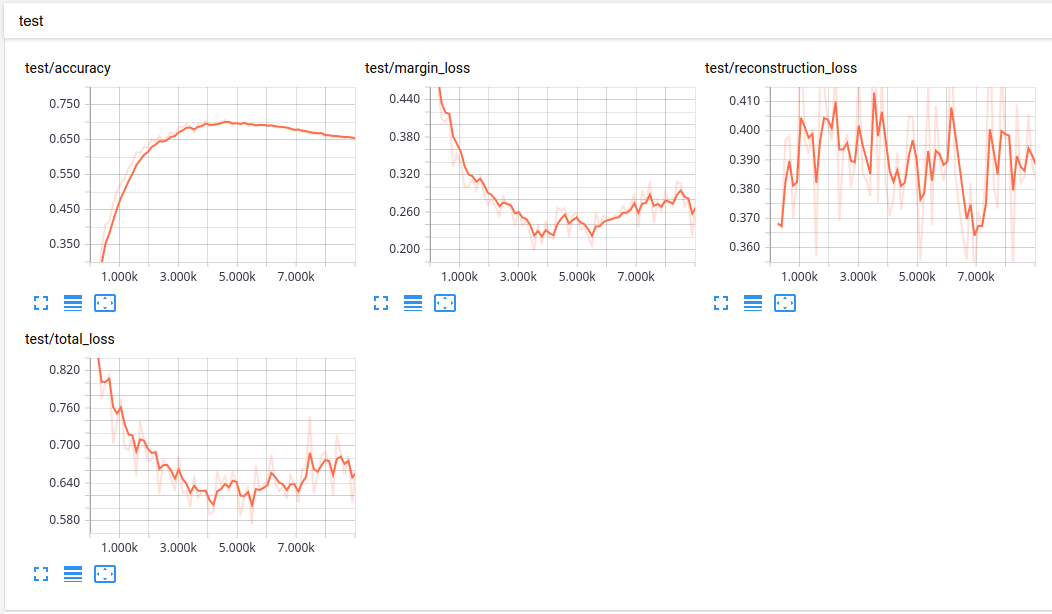 test
test/accuracy
0.750
0.650
0.550
0.450
0.350
1.000k 3.000k 5.000k 7.000k
test/margin_loss
0.440
0.380
0.320
0.260
0.200
1.000k 3.000k 5.000k 7.000k
test/reconstruction_loss
0.410
0.400
0.390
0.380
0.370
0.360
1.000k 3.000k 5.000k 7.000k
test/total_loss
0.820
0.760
0.700
0.640
0.580
1.000k 3.000k 5.000k 7.000k